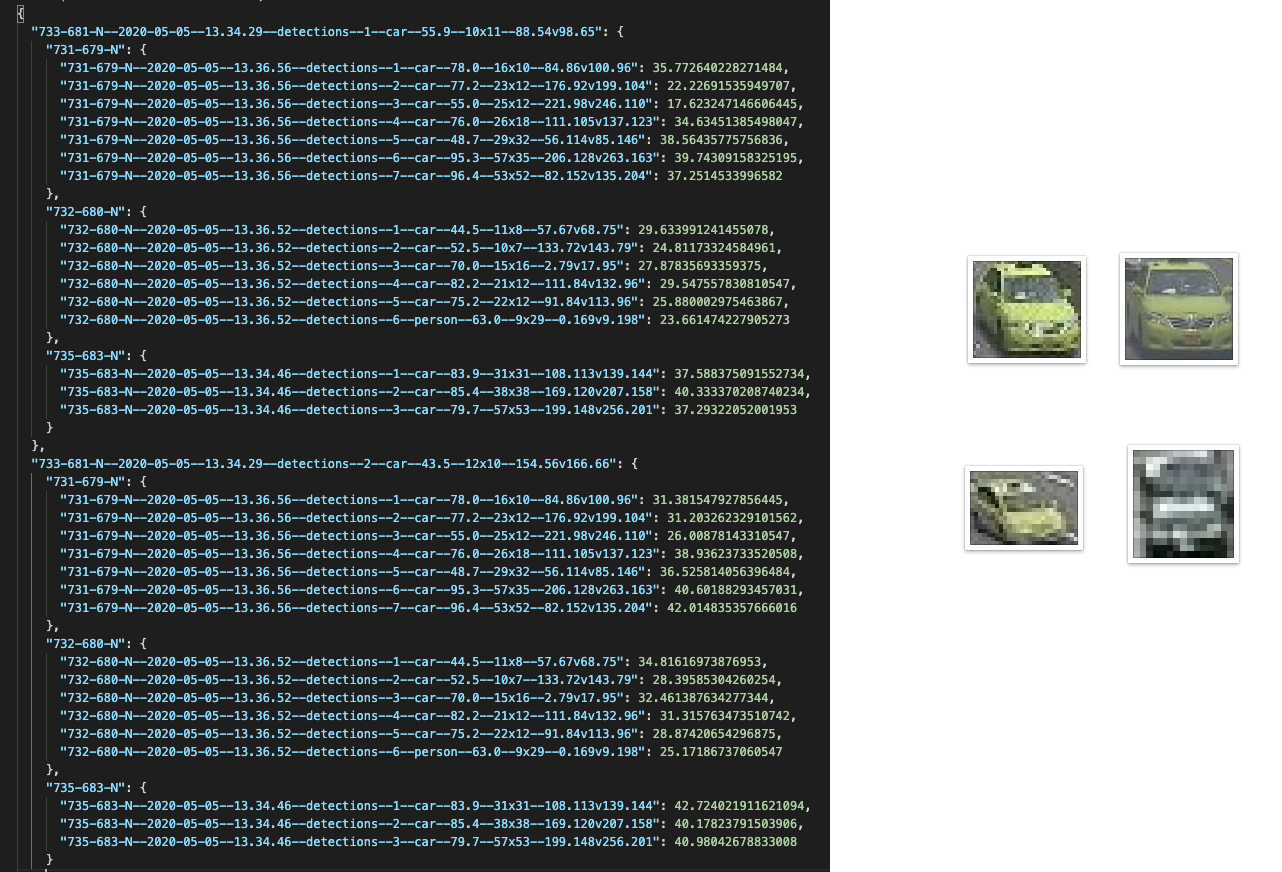 {
"733-681-N--2020-05-05--13.34.29--detections--1--car--55.9--10x11--88.54v98.65": {
"731-679-N": {
"731-679-N--2020-05-05--13.36.56--detections--1--car--78.0--16x10--84.86v100.96": 35.772640228271484,
"731-679-N--2020-05-05--13.36.56--detections--2--car--77.2--23x12--176.92v199.104": 22.22691535949707,
"731-679-N--2020-05-05--13.36.56--detections--3--car--55.0--25x12--221.98v246.110": 17.623247146606445,
"731-679-N--2020-05-05--13.36.56--detections--4--car--76.0--26x18--111.105v137.123": 34.63451385498047,
"731-679-N--2020-05-05--13.36.56--detections--5--car--48.7--29x32--56.114v85.146": 38.56435775756836,
"731-679-N--2020-05-05--13.36.56--detections--6--car--95.3--57x35--206.128v263.163": 39.74309158325195,
"731-679-N--2020-05-05--13.36.56--detections--7--car--96.4--53x52--82.152v135.204": 37.2514533996582
},
"732-680-N": {
"732-680-N--2020-05-05--13.36.52--detections--1--car--44.5--11x8--57.67v68.75": 29.633991241455078,
"732-680-N--2020-05-05--13.36.52--detections--2--car--52.5--10x7--133.72v143.79": 24.81173324584961,
"732-680-N--2020-05-05--13.36.52--detections--3--car--70.0--15x16--2.79v17.95": 27.87835693359375,
"732-680-N--2020-05-05--13.36.52--detections--4--car--82.2--21x12--111.84v132.96": 29.547557830810547,
"732-680-N--2020-05-05--13.36.52--detections--5--car--75.2--22x12--91.84v113.96": 25.880002975463867,
"732-680-N--2020-05-05--13.36.52--detections--6--person--63.0--9x29--0.169v9.198": 23.661474227905273
},
"735-683-N": {
"735-683-N--2020-05-05--13.34.46--detections--1--car--83.9--31x31--108.113v139.144": 37.588375091552734,
"735-683-N--2020-05-05--13.34.46--detections--2--car--85.4--38x38--169.120v207.158": 40.333370208740234,
"735-683-N--2020-05-05--13.34.46--detections--3--car--79.7--57x53--199.148v256.201": 37.29322052001953
}
},
"733-681-N--2020-05-05--13.34.29--detections--2--car--43.5--12x10--154.56v166.66": {
"731-679-N": {
"731-679-N--2020-05-05--13.36.56--detections--1--car--78.0--16x10--84.86v100.96": 31.381547927856445,
"731-679-N--2020-05-05--13.36.56--detections--2--car--77.2--23x12--176.92v199.104": 31.203262329101562,
"731-679-N--2020-05-05--13.36.56--detections--3--car--55.0--25x12--221.98v246.110": 26.00878143310547,
"731-679-N--2020-05-05--13.36.56--detections--4--car--76.0--26x18--111.105v137.123": 38.93623733520508,
"731-679-N--2020-05-05--13.36.56--detections--5--car--48.7--29x32--56.114v85.146": 36.525814056396484,
"731-679-N--2020-05-05--13.36.56--detections--6--car--95.3--57x35--206.128v263.163": 40.60188293457031,
"731-679-N--2020-05-05--13.36.56--detections--7--car--96.4--53x52--82.152v135.204": 42.014835357666016
},
"732-680-N": {
"732-680-N--2020-05-05--13.36.52--detections--1--car--44.5--11x8--57.67v68.75": 34.81616973876953,
"732-680-N--2020-05-05--13.36.52--detections--2--car--52.5--10x7--133.72v143.79": 28.39585304260254,
"732-680-N--2020-05-05--13.36.52--detections--3--car--70.0--15x16--2.79v17.95": 32.461387634277344,
"732-680-N--2020-05-05--13.36.52--detections--4--car--82.2--21x12--111.84v132.96": 31.315763473510742,
"732-680-N--2020-05-05--13.36.52--detections--5--car--75.2--22x12--91.84v113.96": 28.87420654296875,
"732-680-N--2020-05-05--13.36.52--detections--6--person--63.0--9x29--0.169v9.198": 25.17186737060547
},
"735-683-N": {
"735-683-N--2020-05-05--13.34.46--detections--1--car--83.9--31x31--108.113v139.144": 42.724021911621094,
"735-683-N--2020-05-05--13.34.46--detections--2--car--85.4--38x38--169.120v207.158": 40.17823791503906,
"735-683-N--2020-05-05--13.34.46--detections--3--car--79.7--57x53--199.148v256.201": 40.98042678833008
}